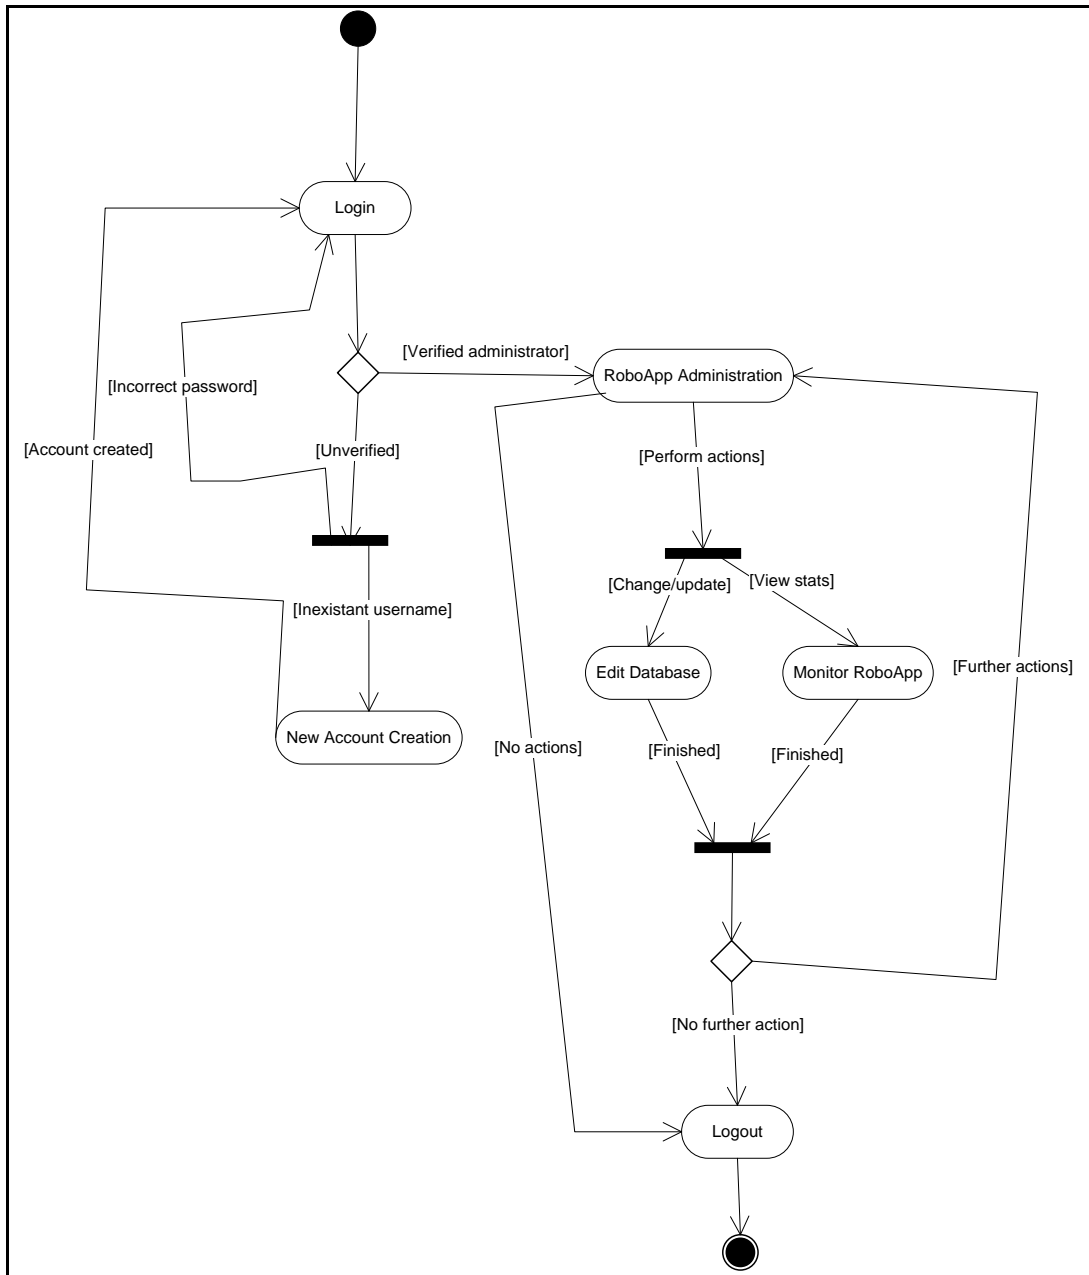 Login
[Verified administrator]
RoboApp Administration
[Incorrect password]
[Account created]
[Unverified]
[Perform actions]
[Change/update]
[View stats]
[Inexistant username]
Edit Database
Monitor RoboApp
[Further actions]
New Account Creation
[No actions]
[Finished]
[Finished]
[No further action]
Logout